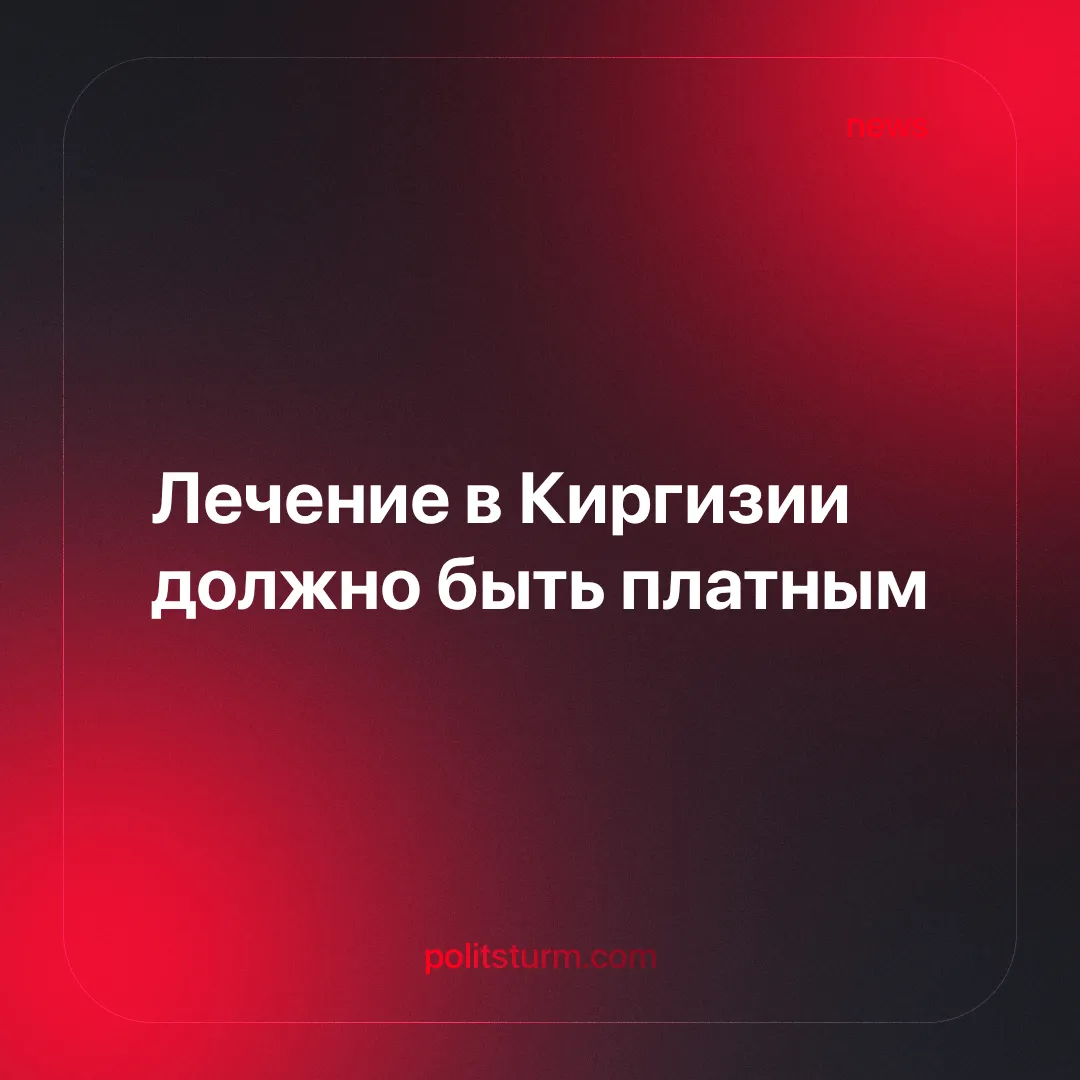 news
Лечение в Киргизии
должно быть платным
politsturm.com